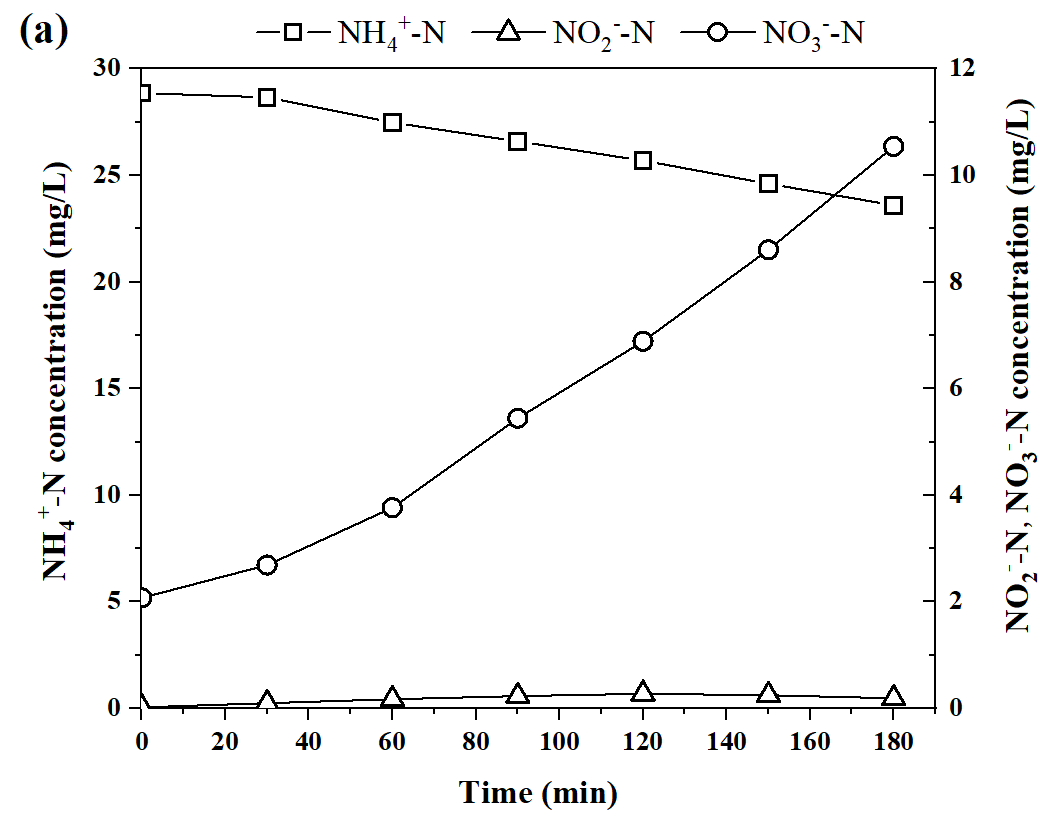 (a)
NH₄⁺-N NO₂⁻-N NO₃⁻-N
30
25
20
15
10
5
0
NH₄⁺-N concentration (mg/L)
12
10
8
6
4
2
0
NO₂⁻-N, NO₃⁻-N concentration (mg/L)
0 20 40 60 80 100 120 140 160 180
Time (min)